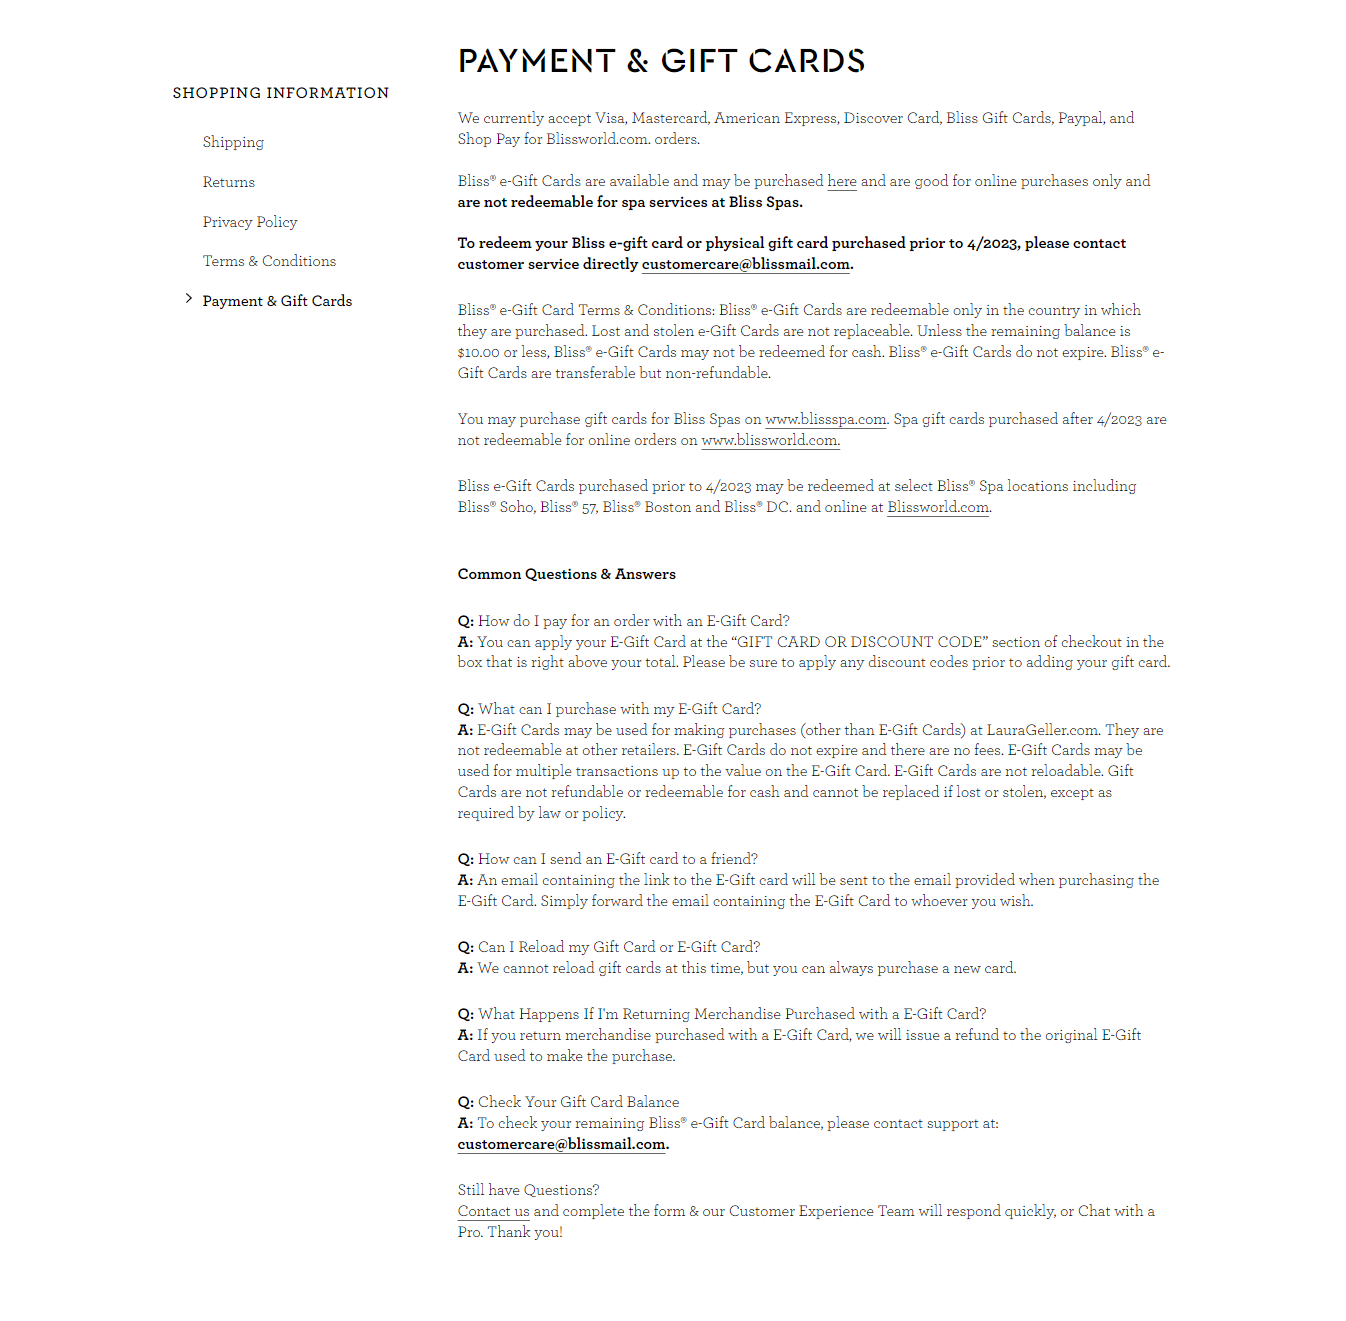 PAYMENT & GIFT CARDS
SHOPPING INFORMATION
Shipping
Returns
Privacy Policy
Terms & Conditions
Payment & Gift Cards
We currently accept Visa, Mastercard, American Express, Discover Card, Bliss Gift Cards, Paypal, and
Shop Pay for Blissworld.com. orders.
Bliss® e-Gift Cards are available and may be purchased here and are good for online purchases only and
are not redeemable for spa services at Bliss Spas.
To redeem your Bliss e-gift card or physical gift card purchased prior to 4/2023, please contact
customer service directly customercare@blissmail.com.
Bliss® e-Gift Card Terms & Conditions: Bliss® e-Gift Cards are redeemable only in the country in which
they are purchased. Lost and stolen e-Gift Cards are not replaceable. Unless the remaining balance is
$10.00 or less, Bliss® e-Gift Cards may not be redeemed for cash. Bliss® e-Gift Cards do not expire. Bliss® e-
Gift Cards are transferable but non-refundable.
You may purchase gift cards for Bliss Spas on www.blissspa.com. Spa gift cards purchased after 4/2023 are
not redeemable for online orders on www.blissworld.com.
Bliss e-Gift Cards purchased prior to 4/2023 may be redeemed at select Bliss® Spa locations including
Bliss® Soho, Bliss® 57, Bliss® Boston and Bliss® DC. and online at Blissworld.com.
Common Questions & Answers
Q: How do I pay for an order with an E-Gift Card?
A: You can apply your E-Gift Card at the “GIFT CARD OR DISCOUNT CODE” section of checkout in the
box that is right above your total. Please be sure to apply any discount codes prior to adding your gift card.
Q: What can I purchase with my E-Gift Card?
A: E-Gift Cards may be used for making purchases (other than E-Gift Cards) at LauraGeller.com. They are
not redeemable at other retailers. E-Gift Cards do not expire and there are no fees. E-Gift Cards may be
used for multiple transactions up to the value on the E-Gift Card. E-Gift Cards are not reloadable. Gift
Cards are not refundable or redeemable for cash and cannot be replaced if lost or stolen, except as
required by law or policy.
Q: How can I send an E-Gift card to a friend?
A: An email containing the link to the E-Gift card will be sent to the email provided when purchasing the
E-Gift Card. Simply forward the email containing the E-Gift Card to whoever you wish.
Q: Can I Reload my Gift Card or E-Gift Card?
A: We cannot reload gift cards at this time, but you can always purchase a new card.
Q: What Happens If I'm Returning Merchandise Purchased with a E-Gift Card?
A: If you return merchandise purchased with a E-Gift Card, we will issue a refund to the original E-Gift
Card used to make the purchase.
Q: Check Your Gift Card Balance
A: To check your remaining Bliss® e-Gift Card balance, please contact support at:
customercare@blissmail.com.
Still have Questions?
Contact us and complete the form & our Customer Experience Team will respond quickly, or Chat with a
Pro. Thank you!